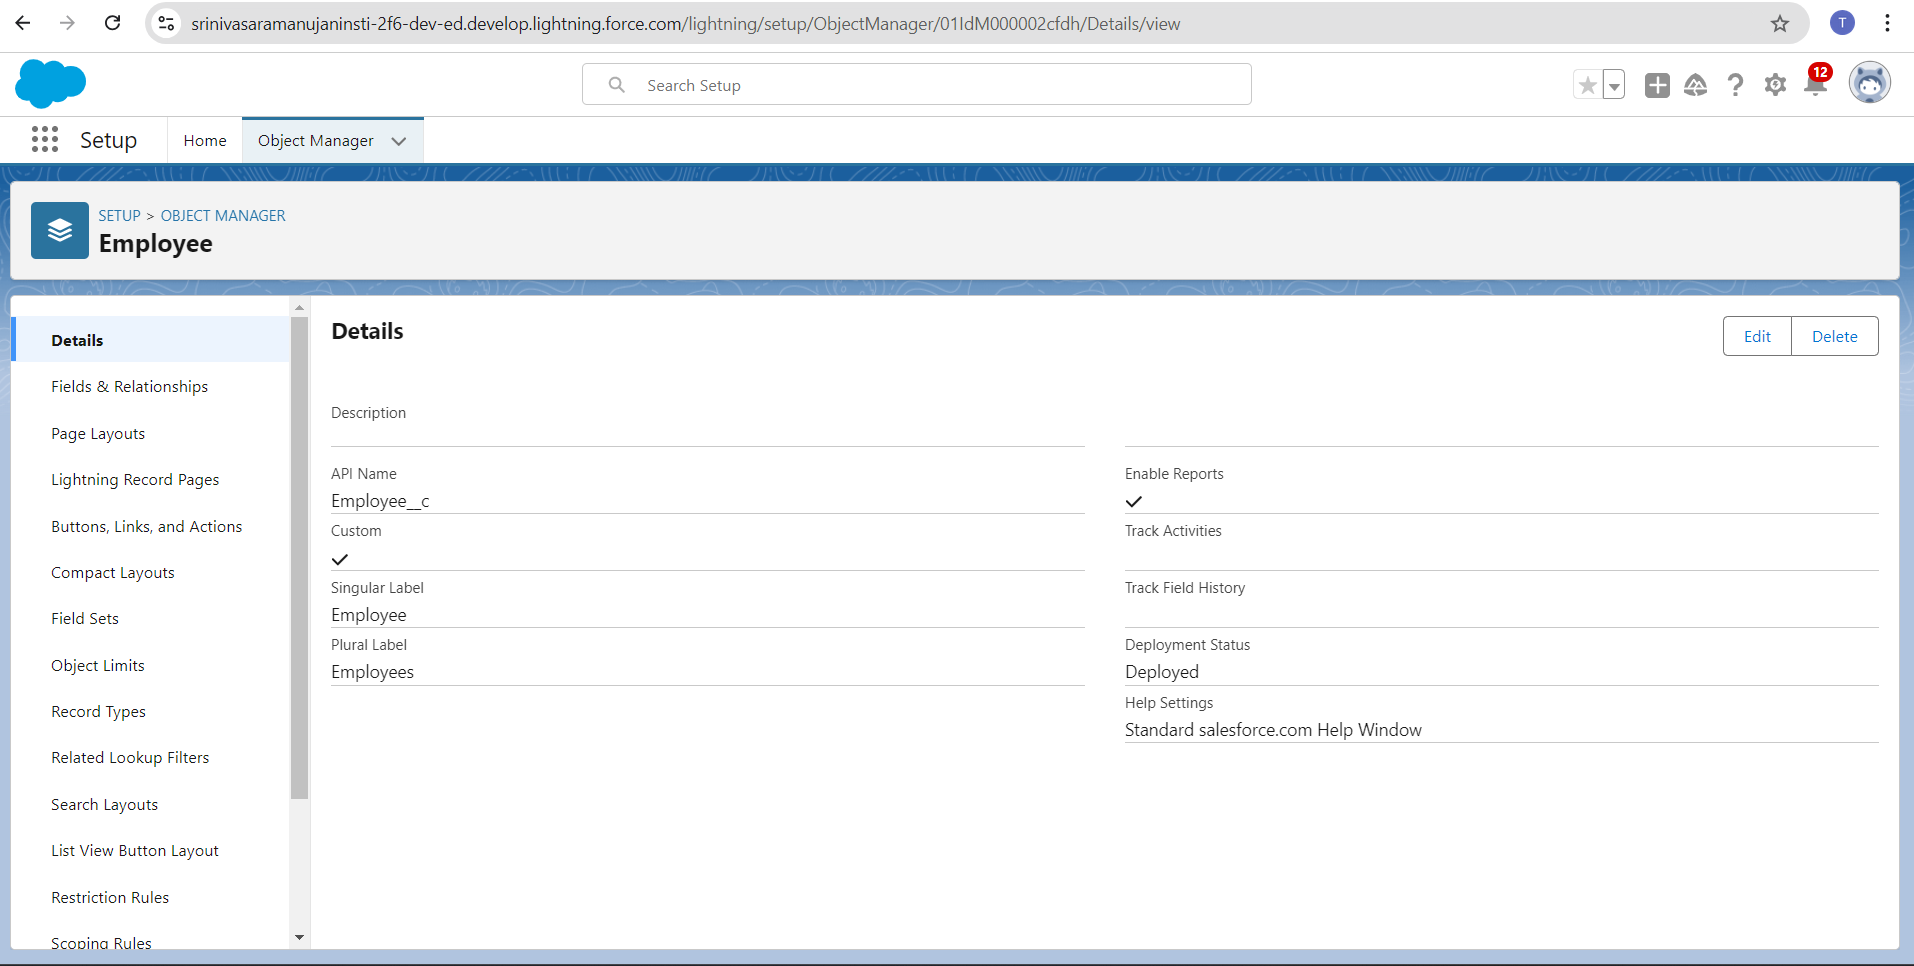 srinivasaramanujaninsti-2f6-dev-ed.develop.lightning.force.com/lightning/setup/ObjectManager/01IdM000002cfdh/Details/view
T
Search Setup
12
Setup
Home
Object Manager
SETUP > OBJECT MANAGER
Employee
Details
Fields & Relationships
Page Layouts
Lightning Record Pages
Buttons, Links, and Actions
Compact Layouts
Field Sets
Object Limits
Record Types
Related Lookup Filters
Search Layouts
List View Button Layout
Restriction Rules
Scoping Rules
Details
Edit
Delete
Description
API Name
Employee__c
Custom
Singular Label
Employee
Plural Label
Employees
Enable Reports
Track Activities
Track Field History
Deployment Status
Deployed
Help Settings
Standard salesforce.com Help Window